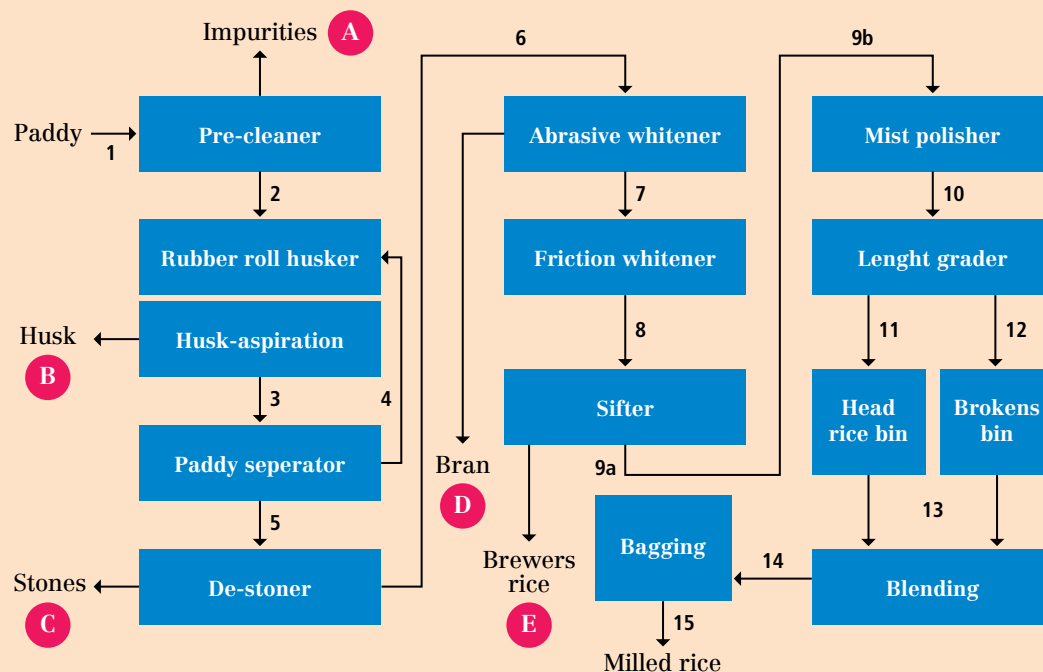 Impurities A
6
9b
Paddy
1
Pre-cleaner
Abrasive whitener
Mist polisher
2
7
10
Rubber roll husker
Friction whitener
Lenght grader
Husk
B
Husk-aspiration
8
11
12
3
4
Sifter
Head
rice bin
Brokens
bin
Paddy seperator
Bran
D
9a
5
13
Stones
C
De-stoner
Brewers
rice
E
Bagging
14
Blending
15
Milled rice